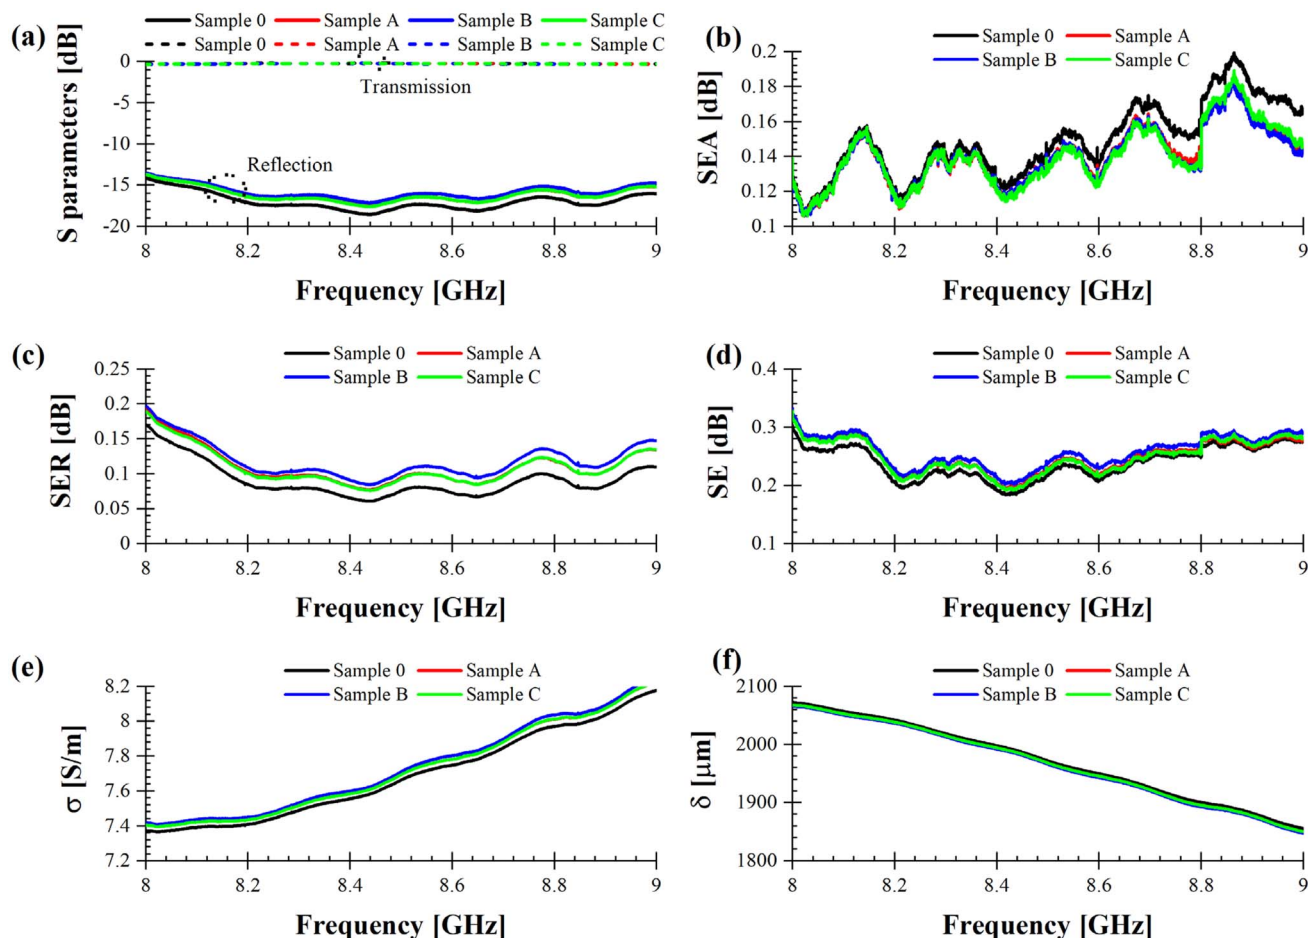 (a)
Sample 0 Sample A Sample B Sample C
Sample 0 Sample A Sample B Sample C
S parameters [dB]
0
-5
-10
-15
-20
Transmission
Reflection
8 8.2 8.4 8.6 8.8 9
Frequency [GHz]
(b)
Sample 0 Sample A
Sample B Sample C
SEA [dB]
0.2
0.18
0.16
0.14
0.12
0.1
8 8.2 8.4 8.6 8.8 9
Frequency [GHz]
(c)
Sample 0 Sample A
Sample B Sample C
SER [dB]
0.25
0.2
0.15
0.1
0.05
0
8 8.2 8.4 8.6 8.8 9
Frequency [GHz]
(d)
Sample 0 Sample A
Sample B Sample C
SE [dB]
0.4
0.3
0.2
0.1
8 8.2 8.4 8.6 8.8 9
Frequency [GHz]
(e)
Sample 0 Sample A
Sample B Sample C
σ [S/m]
8.2
8
7.8
7.6
7.4
7.2
8 8.2 8.4 8.6 8.8 9
Frequency [GHz]
(f)
Sample 0 Sample A
Sample B Sample C
δ [μm]
2100
2000
1900
1800
8 8.2 8.4 8.6 8.8 9
Frequency [GHz]